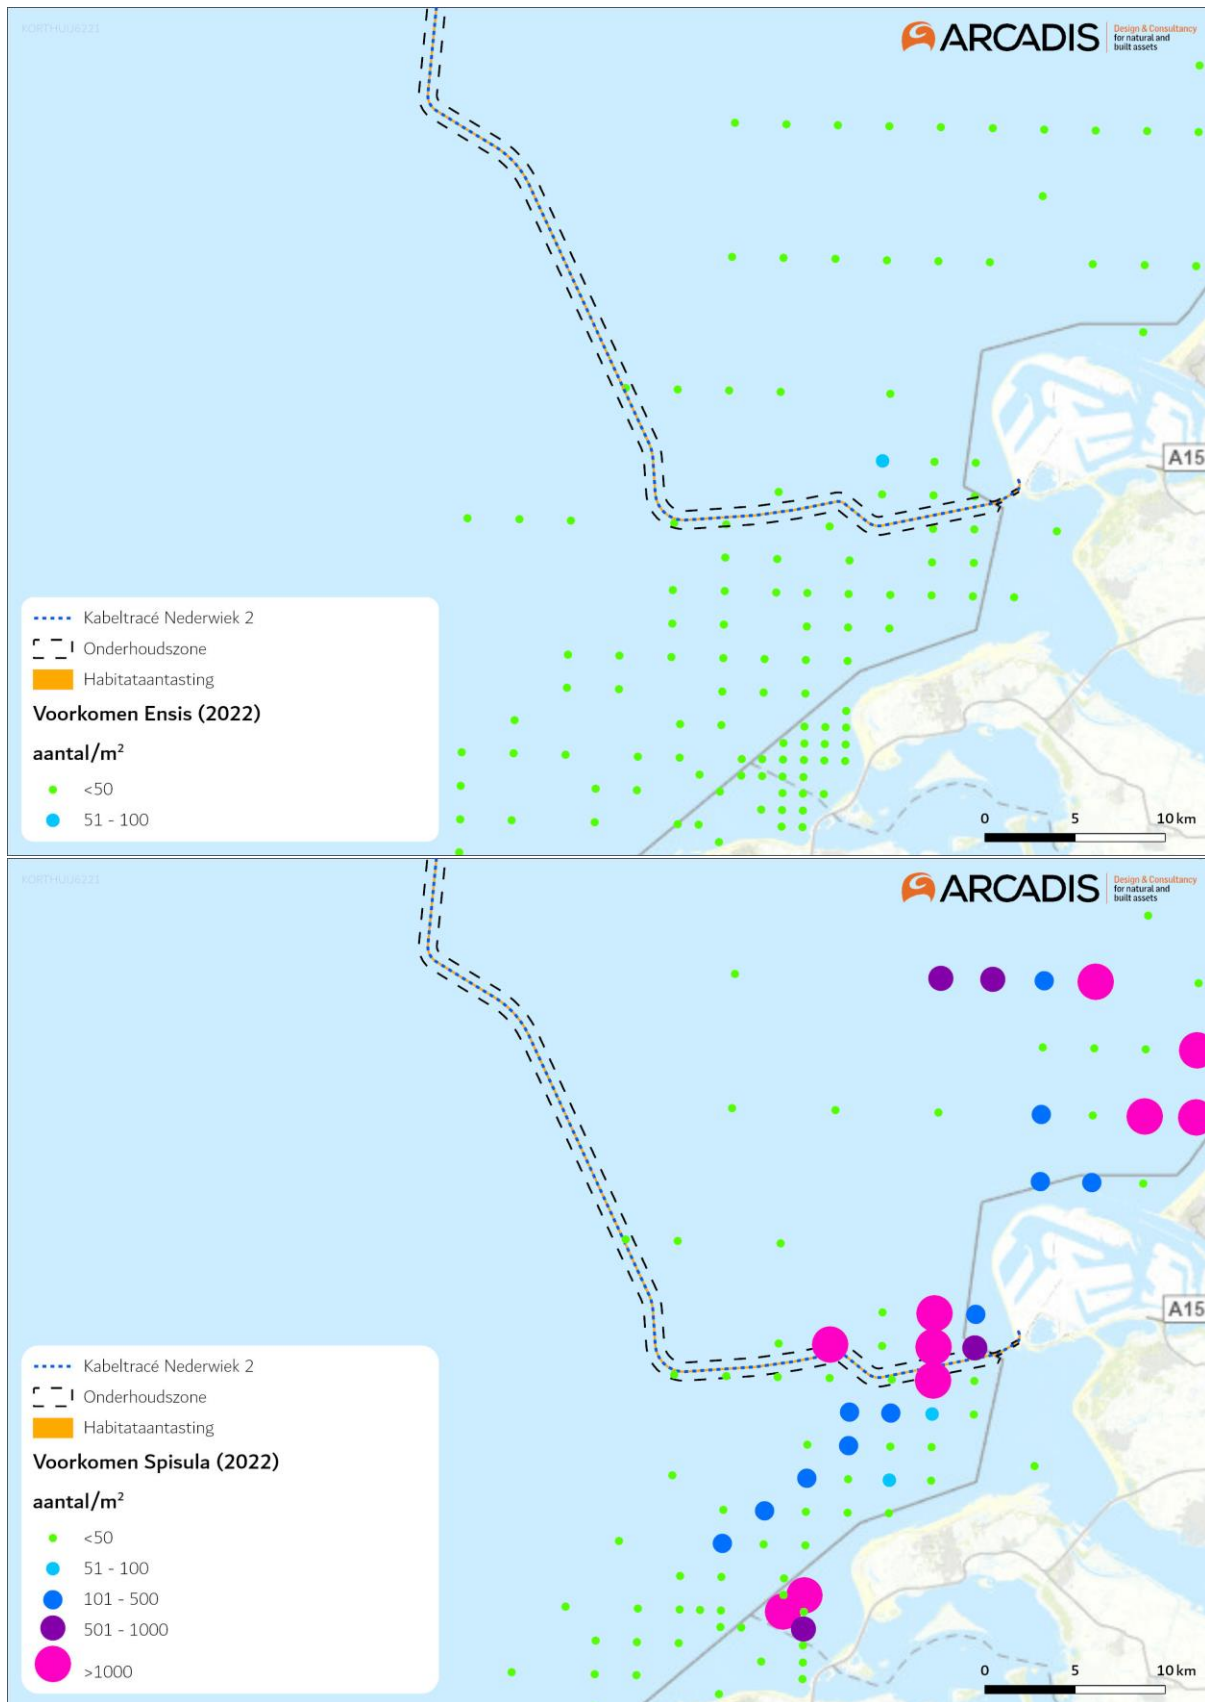 KORTHUU6221
ARCADIS
Design & Consultancy
for natural and
built assets
A15
Kabeltracé Nederwiek 2
Onderhoudszone
Habitataantasting
Voorkomen Ensis (2022)
aantal/m²
<50
51 - 100
0 5 10 km
KORTHUU6221
ARCADIS
Design & Consultancy
for natural and
built assets
A15
Kabeltracé Nederwiek 2
Onderhoudszone
Habitataantasting
Voorkomen Spisula (2022)
aantal/m²
<50
51 - 100
101 - 500
501 - 1000
>1000
0 5 10 km